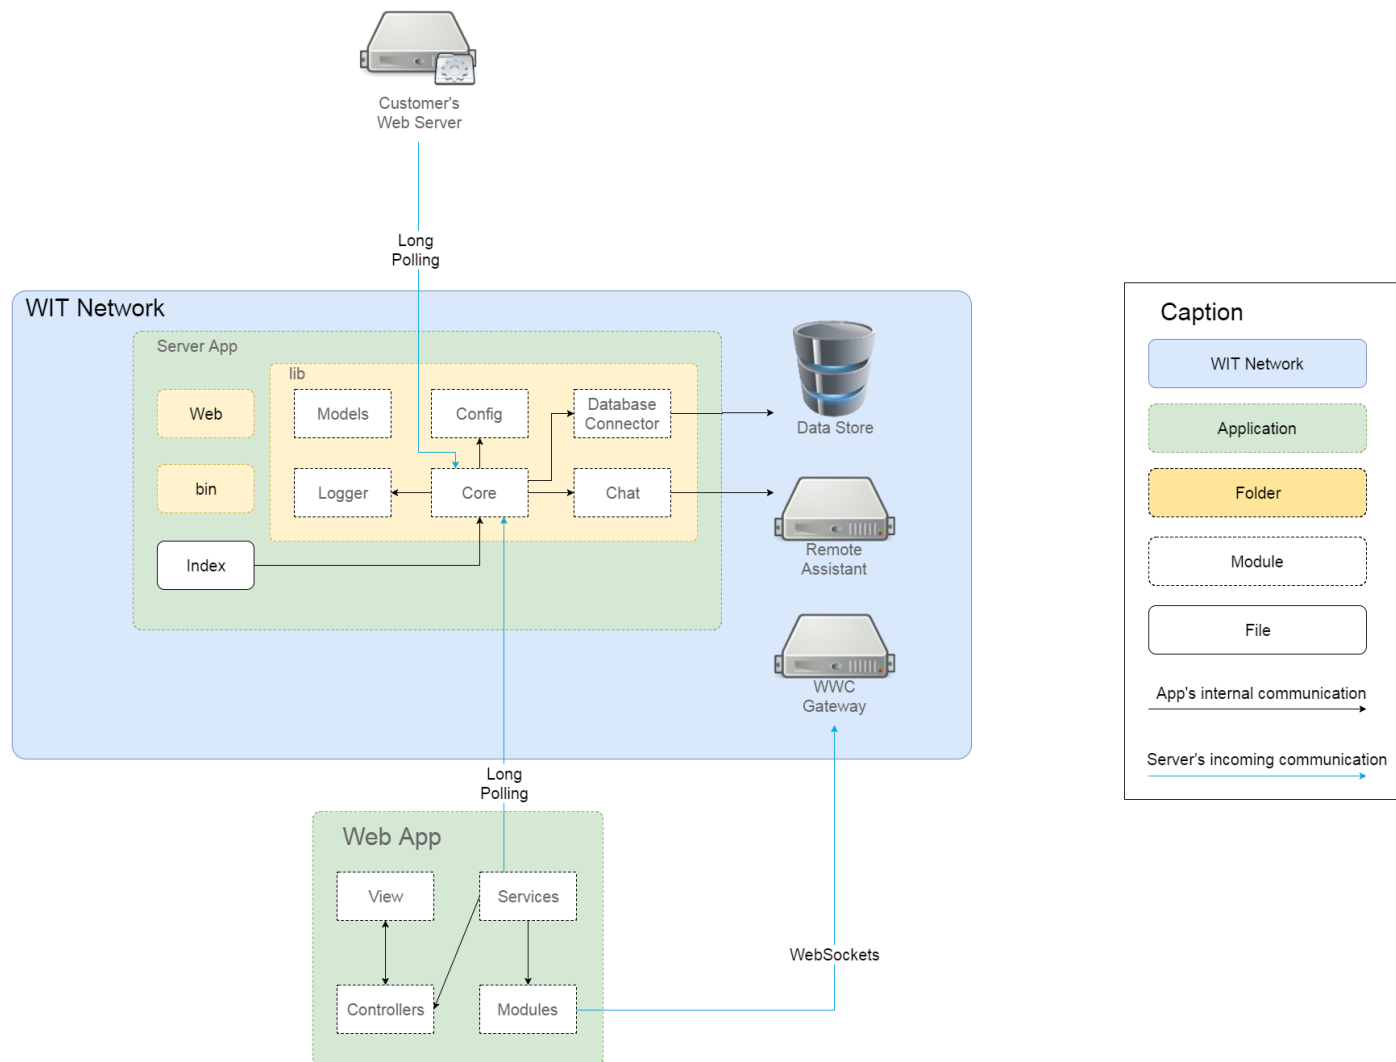 Customer's
Web Server
Long
Polling
WIT Network
Server App
lib
Web
Models
Config
Database
Connector
Data Store
bin
Logger
Core
Chat
Index
Remote
Assistant
WWC
Gateway
Long
Polling
Web App
View
Services
WebSockets
Controllers
Modules
Caption
WIT Network
Application
Folder
Module
File
App's internal communication
Server's incoming communication